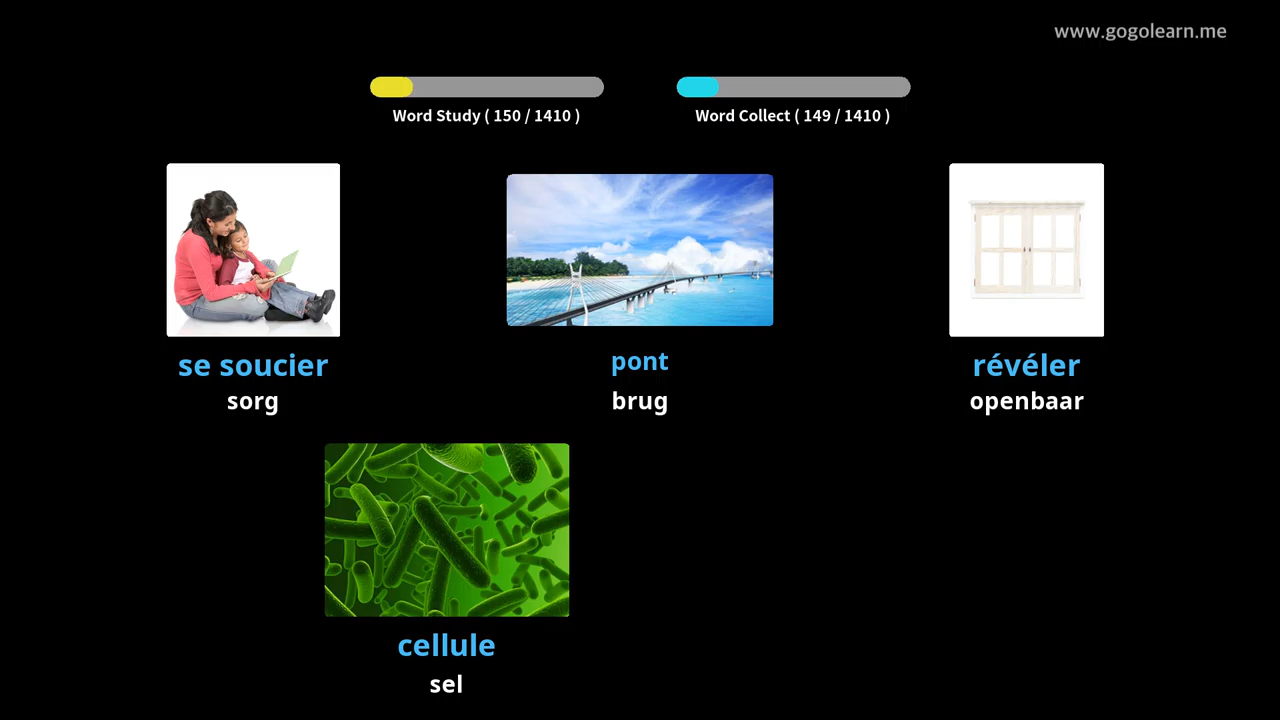 www.gogolearn.me
Word Study ( 150 / 1410 )
Word Collect ( 149 / 1410 )
se soucier
sorg
pont
brug
révéler
openbaar
cellule
sel